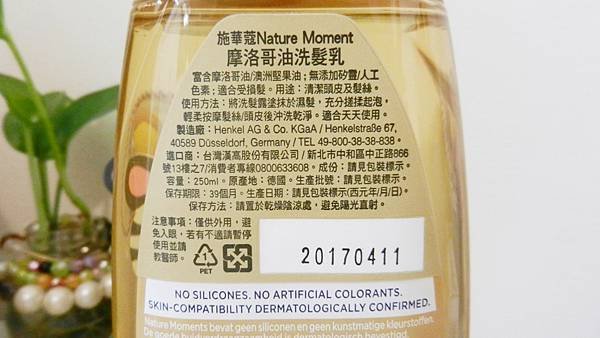 施華蔻Nature Moment
摩洛哥油洗髮乳
富含摩洛哥油/澳洲堅果油;無添加矽靈/人工
色素;適合受損髮。用途:清潔頭皮及髮絲。
使用方法:將洗髮露塗抹於濕髮,充分搓揉起泡,
輕柔按摩髮絲/頭皮後沖洗乾淨。適合天天使用。
製造廠:Henkel AG & Co. KGaA / Henkelstraße 67,
40589 Düsseldorf, Germany / TEL 49-800-38-38-838。
進口商:台灣漢高股份有限公司 / 新北市中和區中正路866
號13樓之7/消費者專線0800633608。成份:請見包裝標示。
容量:250ml。原產地:德國。生產批號:請見包裝標示。
保存期限:39個月。生產日期:請見包裝標示(西元年/月/日)。
保存方法:請置於乾燥陰涼處,避免陽光直射。
注意事項:僅供外用,避
免入眼,若有不適請暫停
使用並請
教醫師。
1
PET
20170411
NO SILICONES. NO ARTIFICIAL COLORANTS.
SKIN-COMPATIBILITY DERMATOLOGICALLY CONFIRMED.
Nature Moments bevat geen siliconen en geen kunstmatige kleurstoffen.
De goede huidverdraagzaamheid is dermatologisch bevestigd.